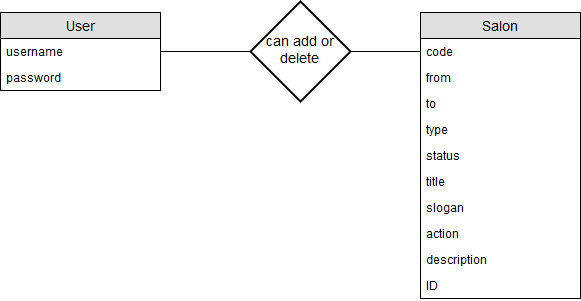 User
username
password
can add or
delete
Salon
code
from
to
type
status
title
slogan
action
description
ID